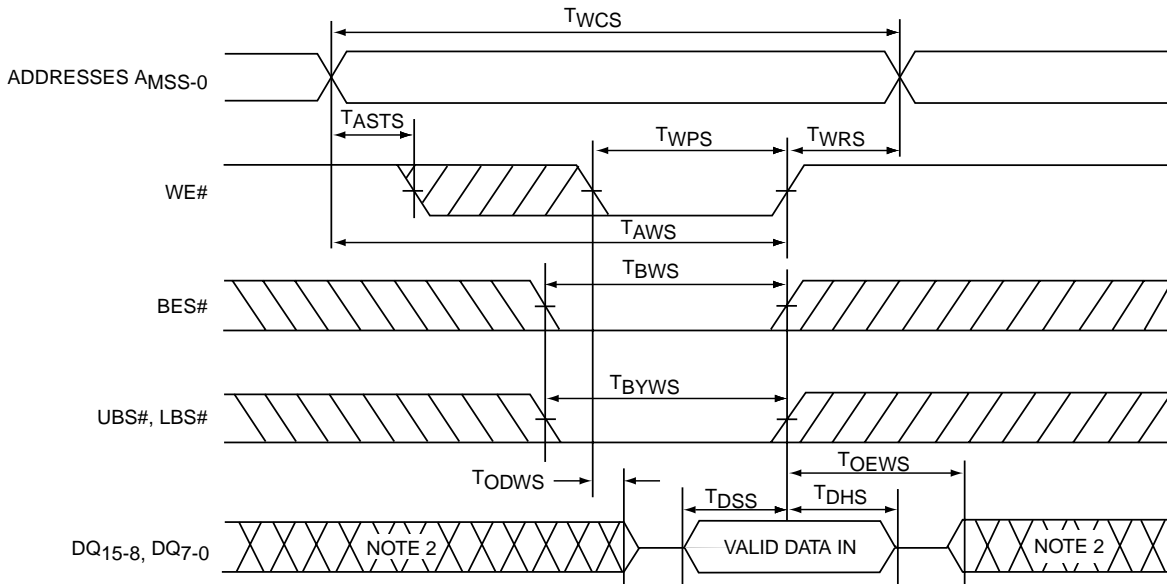 TWCS
ADDRESSES AMSS-0
TASTS
TWPS
TWRS
WE#
TAWS
TBWS
BES#
TBYWS
UBS#, LBS#
TODWS
TOEWS
TDSS
TDHS
DQ15-8, DQ7-0
NOTE 2
VALID DATA IN
NOTE 2